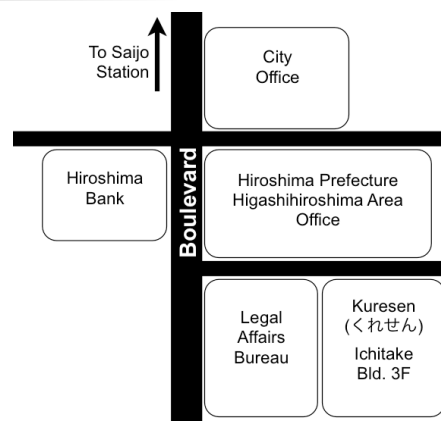 To Saijo
Station
City
Office
Boulevard
Hiroshima
Bank
Hiroshima Prefecture
Higashihiroshima Area
Office
Legal
Affairs
Bureau
Kuresen
(くれせん)
Ichitake
Bld. 3F